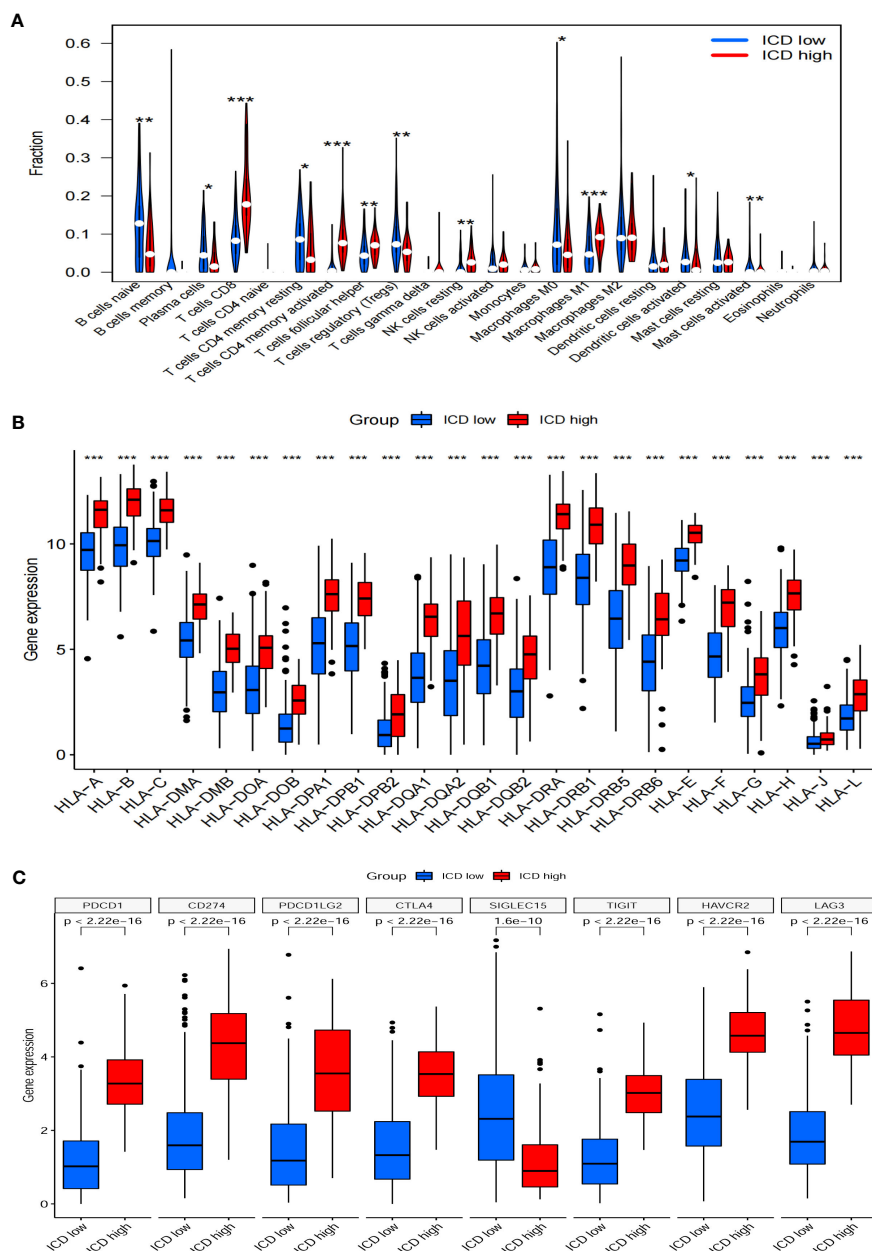 A
ICD low
ICD high
Fraction
0.6
0.5
0.4
0.3
0.2
0.1
0.0
**
*
***
*
***
**
**
**
*
***
*
**
B cells naive
B cells memory
Plasma cells
T cells CD8
T cells CD4 naive
T cells CD4 memory resting
T cells CD4 memory activated
T cells follicular helper
T cells regulatory (Tregs)
T cells gamma delta
NK cells resting
NK cells activated
Monocytes
Macrophages M0
Macrophages M1
Macrophages M2
Dendritic cells resting
Dendritic cells activated
Mast cells resting
Mast cells activated
Eosinophils
Neutrophils
B
Group ICD low ICD high
*** *** *** *** *** *** *** *** *** *** *** *** *** *** *** *** *** *** *** *** *** *** *** ***
Gene expression
10
5
0
HLA−A
HLA−B
HLA−C
HLA−DMA
HLA−DMB
HLA−DOA
HLA−DOB
HLA−DPA1
HLA−DPB1
HLA−DPB2
HLA−DQA1
HLA−DQA2
HLA−DQB1
HLA−DQB2
HLA−DRA
HLA−DRB1
HLA−DRB5
HLA−DRB6
HLA−E
HLA−F
HLA−G
HLA−H
HLA−J
HLA−L
C
Group ICD low ICD high
PDCD1 CD274 PDCD1LG2 CTLA4 SIGLEC15 TIGIT HAVCR2 LAG3
p < 2.22e−16 p < 2.22e−16 p < 2.22e−16 p < 2.22e−16 1.6e−10 p < 2.22e−16 p < 2.22e−16 p < 2.22e−16
Gene expression
6
4
2
0
ICD low ICD high ICD low ICD high ICD low ICD high ICD low ICD high ICD low ICD high ICD low ICD high ICD low ICD high ICD low ICD high